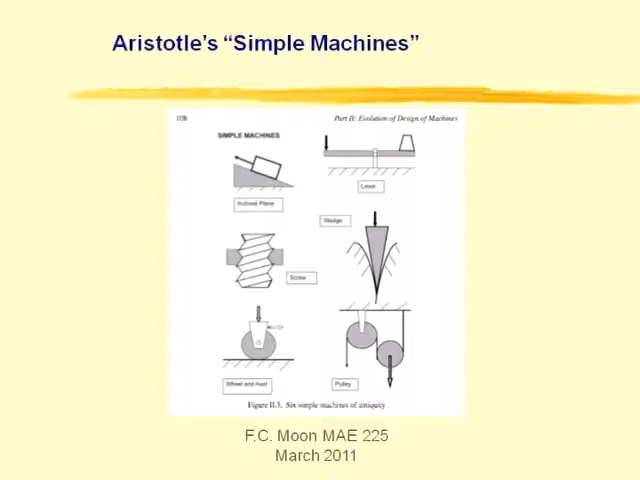 Aristotle's “Simple Machines”
108 Part II: Evolution of Design of Machines
SIMPLE MACHINES
Inclined Plane
Lever
Wedge
Screw
Wheel and Axel
Pulley
Figure II.3. Six simple machines of antiquity
F.C. Moon MAE 225
March 2011